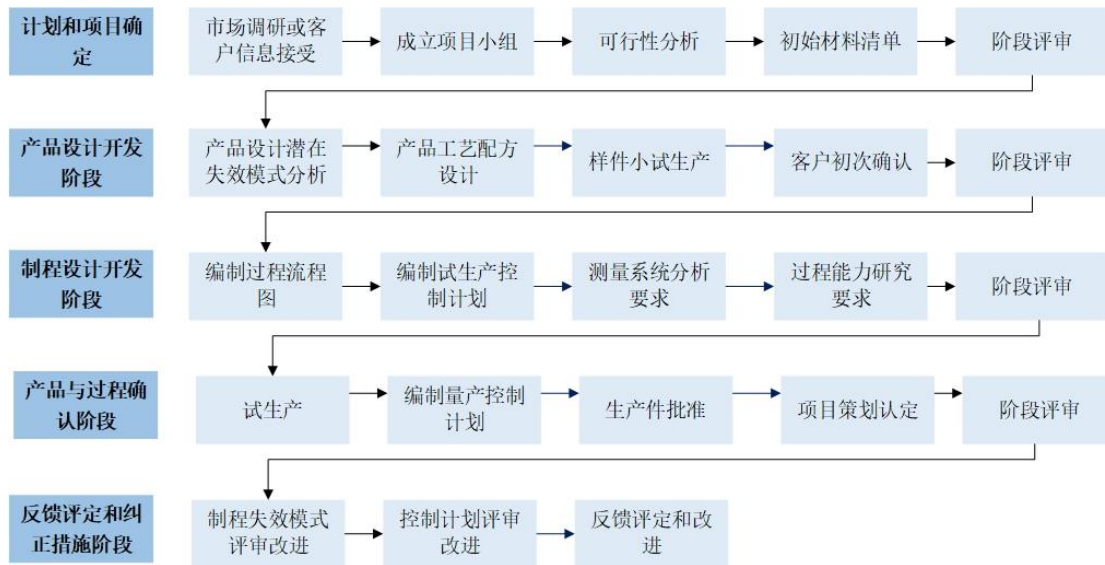 计划和项目确
定
市场调研或客
户信息接受
成立项目小组
可行性分析
初始材料清单
阶段评审
产品设计开发
阶段
产品设计潜在
失效模式分析
产品工艺配方
设计
样件小试生产
客户初次确认
阶段评审
制程设计开发
阶段
编制过程流程
图
编制试生产控
制计划
测量系统分析
要求
过程能力研究
要求
阶段评审
产品与过程确
认阶段
试生产
编制量产控制
计划
生产件批准
项目策划认定
阶段评审
反馈评定和纠
正措施阶段
制程失效模式
评审改进
控制计划评审
改进
反馈评定和改
进